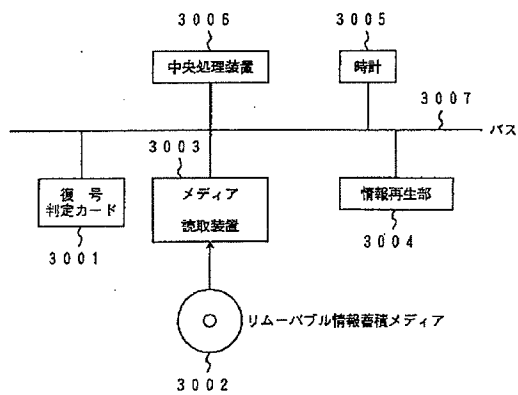 3006
3005
中央処理装置
時計
3007
バス
3003
復号
判定カード
メディア
読取装置
情報再生部
3001
3004
リムーバブル情報蓄積メディア
3002